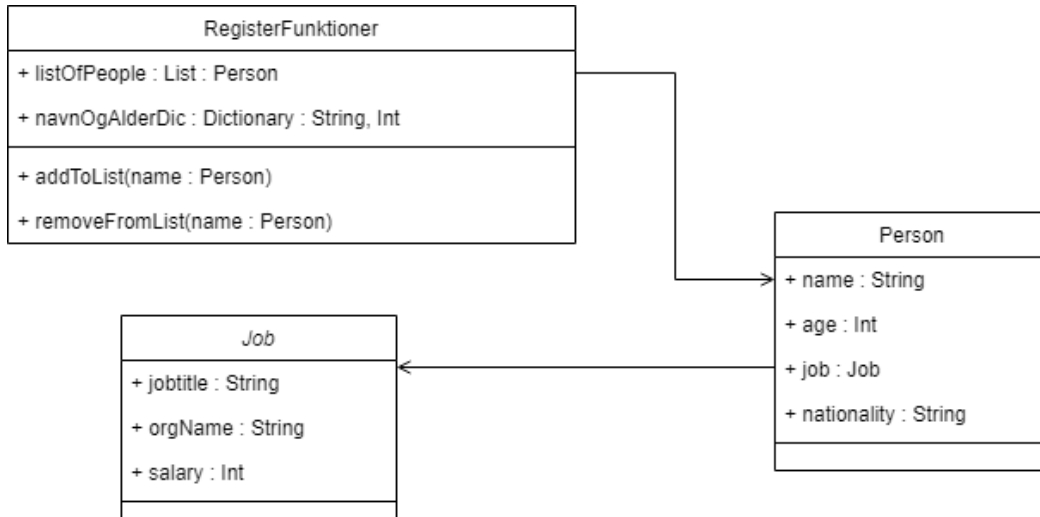 RegisterFunktioner
+ listOfPeople : List : Person
+ navnOgAlderDic : Dictionary : String, Int
+ addToList(name : Person)
+ removeFromList(name : Person)
Person
+ name : String
+ age : Int
+ job : Job
+ nationality : String
Job
+ jobtitle : String
+ orgName : String
+ salary : Int